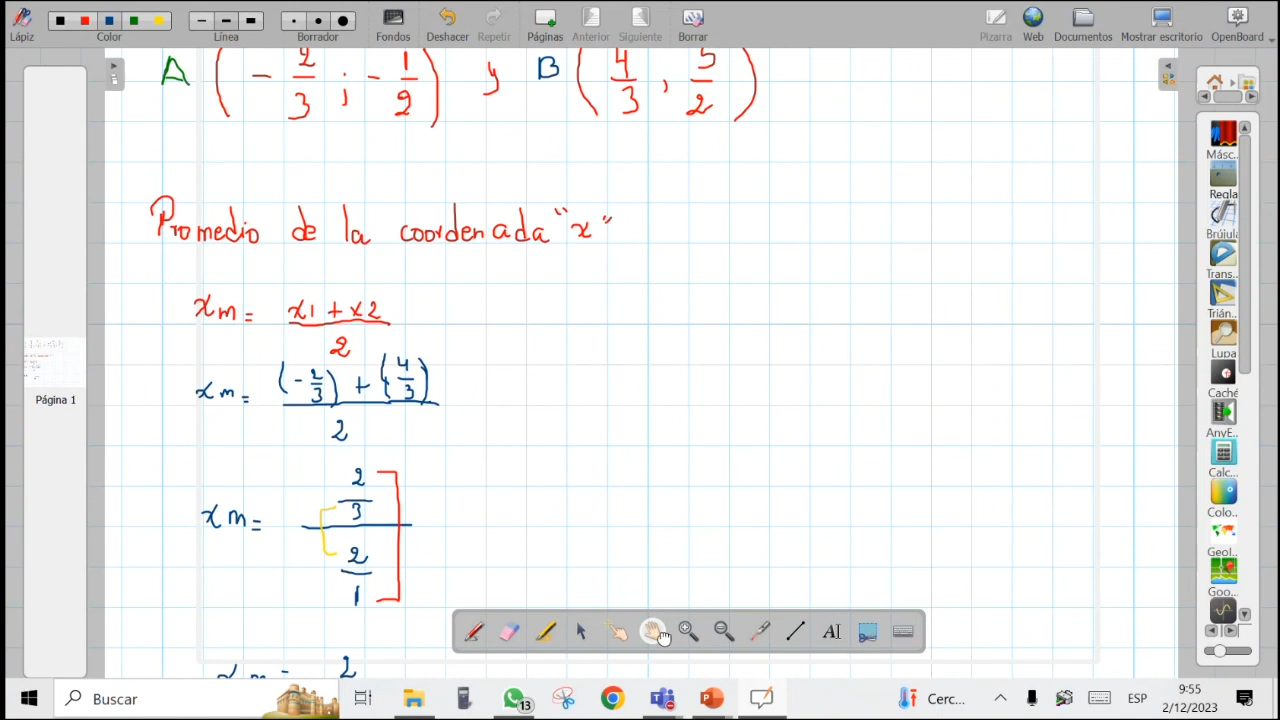 Lápiz Color Línea Borrador Fondos Deshacer Repetir Páginas Anterior Siguiente Borrar Pizarra Web Documentos Mostrar escritorio OpenBoard
A ( - 2/3 ; - 1/2 ) y B ( 4/3 , 5/2 )
Promedio de la coordenada "x"
xm = x1 + x2 / 2
xm = (- 2/3) + (4/3) / 2
xm = 2/3 / 2/1
xm = 2
Página 1
Másc..
Regla
Brújula
Trans..
Trián..
Lupa
Caché
AnyE..
Calc..
Colo..
Geol..
Goo..
Buscar
13
Cerc...
ESP
9:55
2/12/2023